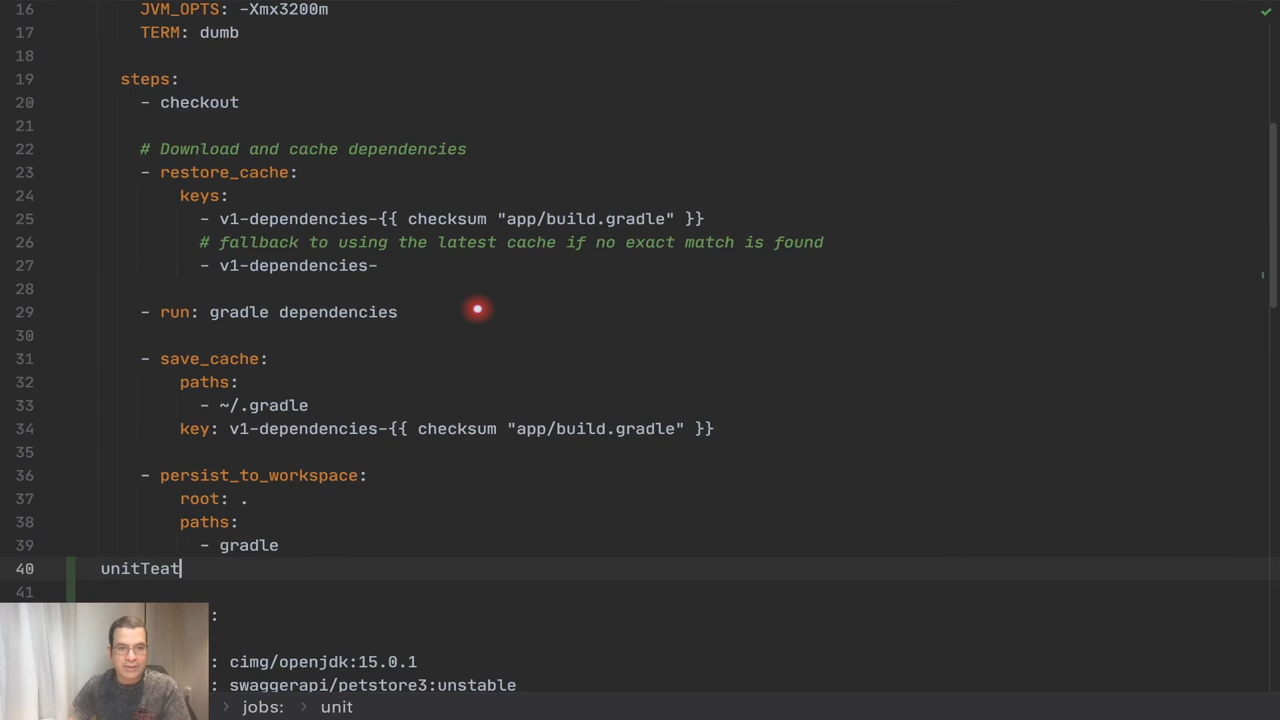 16 JVM_OPTS: -Xmx3200m
17 TERM: dumb
18
19 steps:
20 - checkout
21
22 # Download and cache dependencies
23 - restore_cache:
24 keys:
25 - v1-dependencies-{{ checksum "app/build.gradle" }}
26 # fallback to using the latest cache if no exact match is found
27 - v1-dependencies-
28
29 - run: gradle dependencies
30
31 - save_cache:
32 paths:
33 - ~/.gradle
34 key: v1-dependencies-{{ checksum "app/build.gradle" }}
35
36 - persist_to_workspace:
37 root: .
38 paths:
39 - gradle
40 unitTeat
41
:
: cimg/openjdk:15.0.1
: swaggerapi/petstore3:unstable
› jobs: › unit